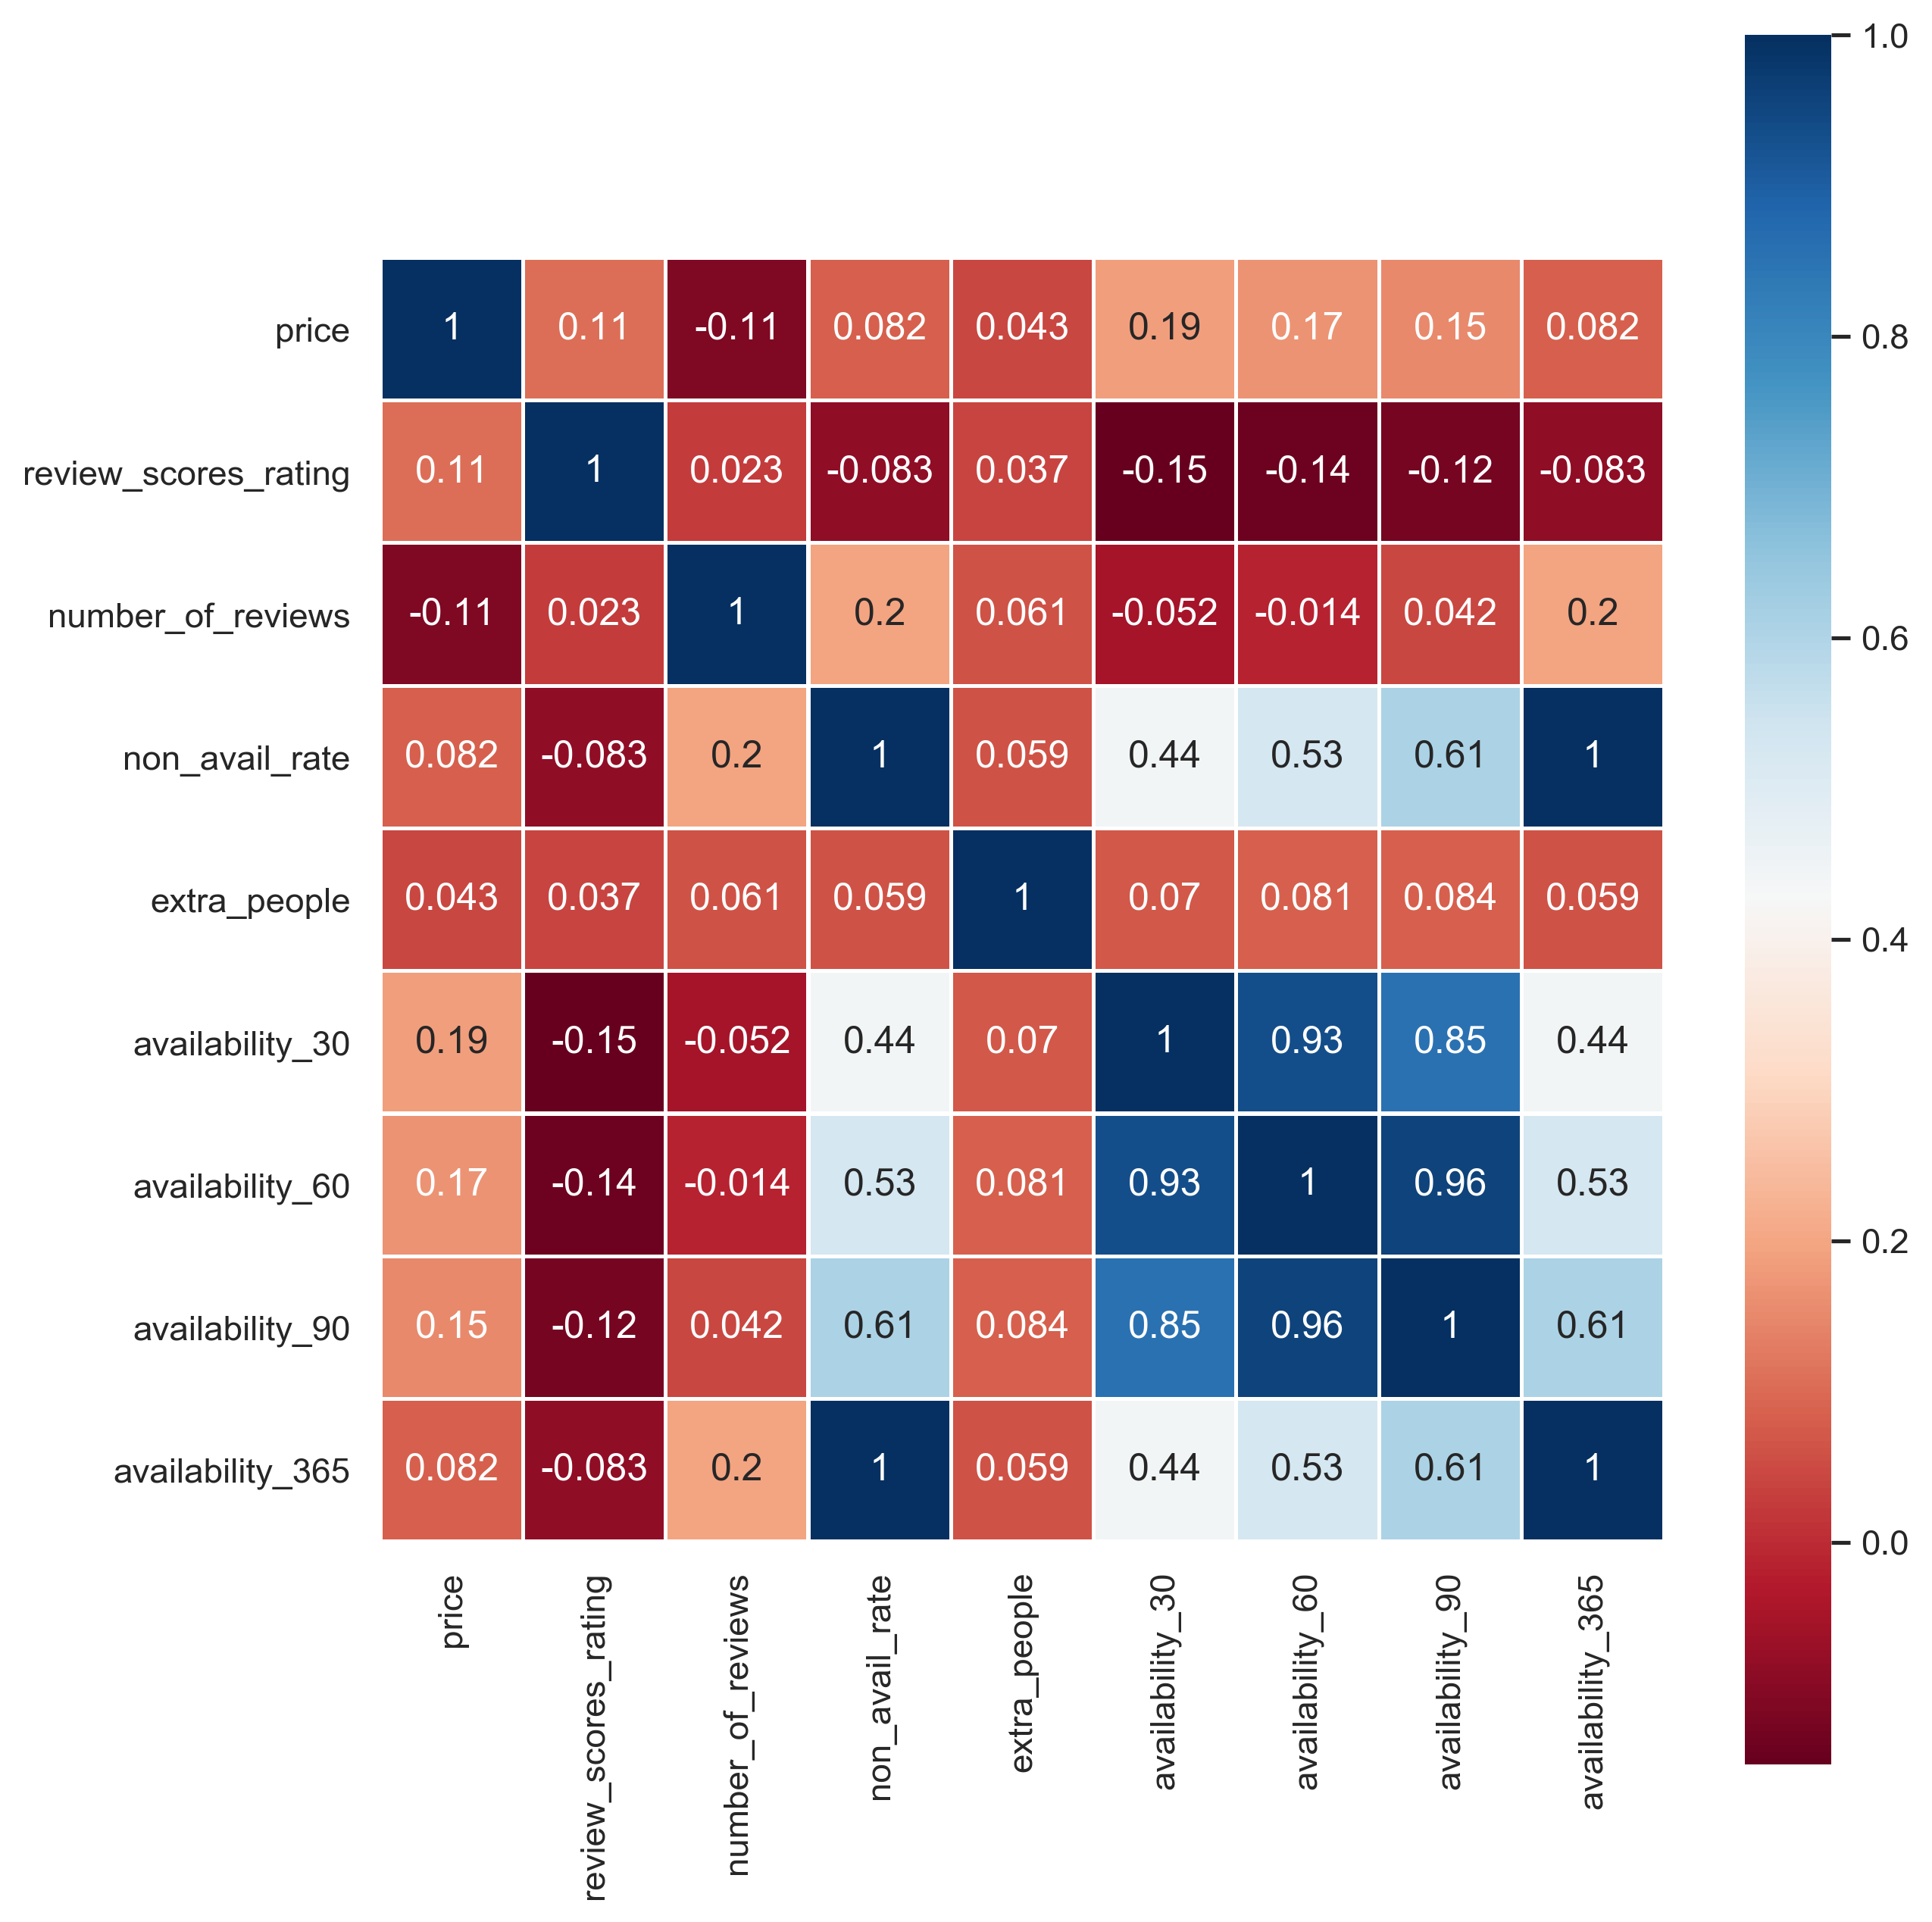 price 1 0.11 -0.11 0.082 0.043 0.19 0.17 0.15 0.082
review_scores_rating 0.11 1 0.023 -0.083 0.037 -0.15 -0.14 -0.12 -0.083
number_of_reviews -0.11 0.023 1 0.2 0.061 -0.052 -0.014 0.042 0.2
non_avail_rate 0.082 -0.083 0.2 1 0.059 0.44 0.53 0.61 1
extra_people 0.043 0.037 0.061 0.059 1 0.07 0.081 0.084 0.059
availability_30 0.19 -0.15 -0.052 0.44 0.07 1 0.93 0.85 0.44
availability_60 0.17 -0.14 -0.014 0.53 0.081 0.93 1 0.96 0.53
availability_90 0.15 -0.12 0.042 0.61 0.084 0.85 0.96 1 0.61
availability_365 0.082 -0.083 0.2 1 0.059 0.44 0.53 0.61 1
price
review_scores_rating
number_of_reviews
non_avail_rate
extra_people
availability_30
availability_60
availability_90
availability_365
1.0
0.8
0.6
0.4
0.2
0.0